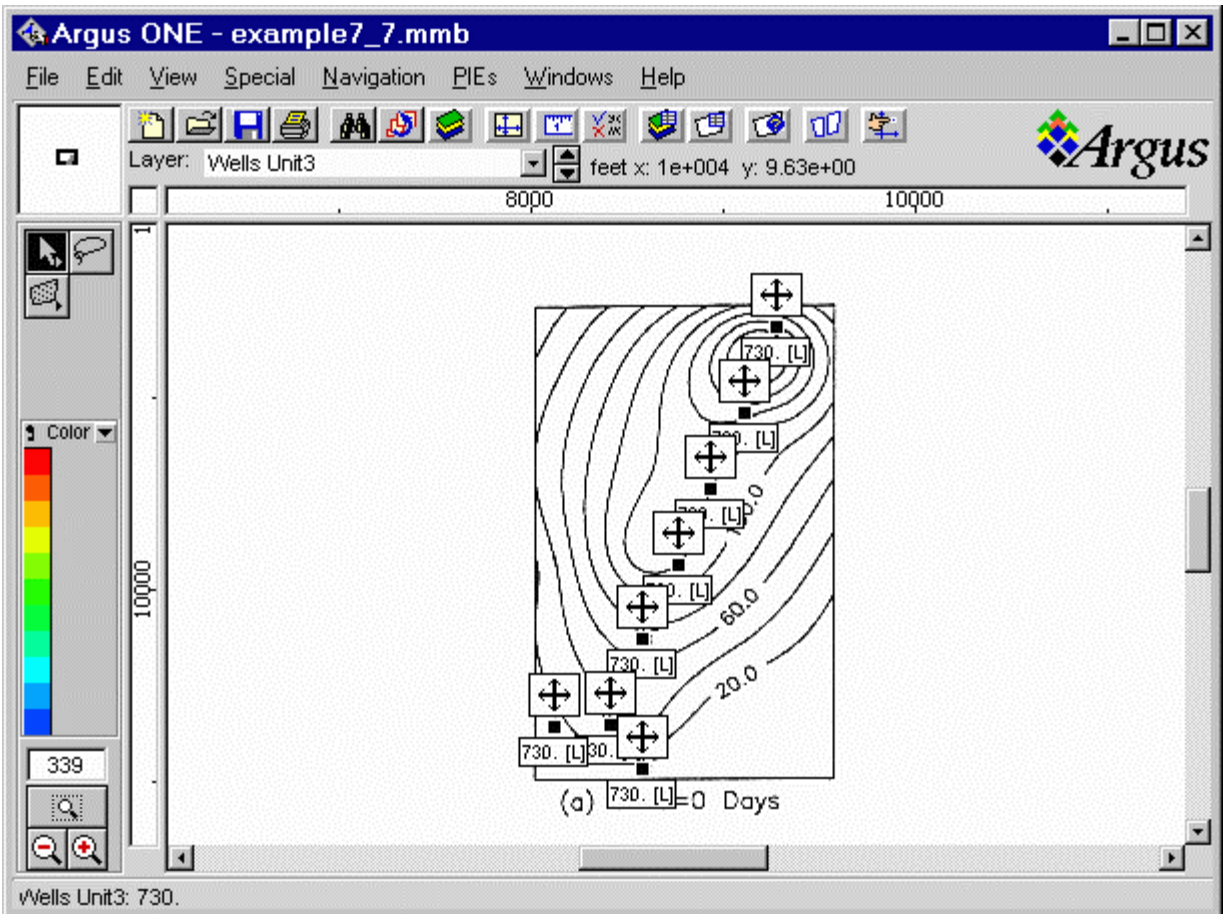 Argus ONE - example7_7.mmb
File Edit View Special Navigation PIEs Windows Help
Layer: Wells Unit3 feet x: 1e+004 y: 9.63e+00
Argus
8000 10000
1
Color
10000
339
730. [L]
[L]
[L]
[L]
730. [L]
730. [L]
730. [L]
60.0
20.0
(a) =0 Days
Wells Unit3: 730.